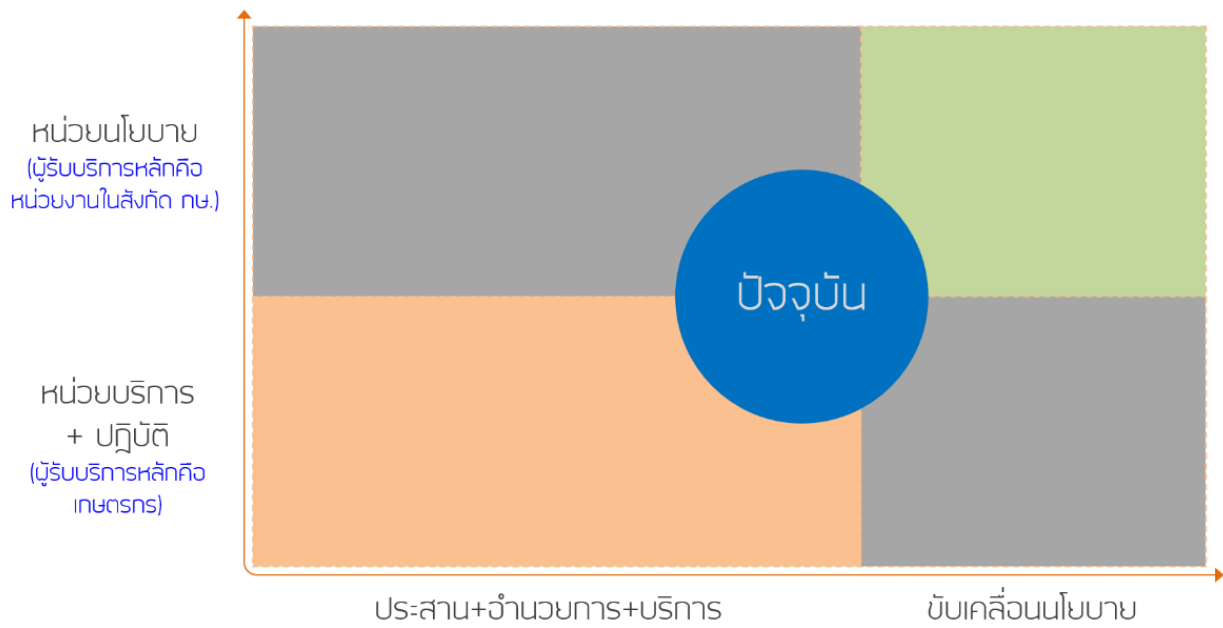 หน่วยนโยบาย
(ผู้รับบริการหลักคือ
หน่วยงานในสังกัด กษ.)
ปัจจุบัน
หน่วยบริการ
+ ปฏิบัติ
(ผู้รับบริการหลักคือ
เกษตรกร)
ประสาน+อำนวยการ+บริการ
ขับเคลื่อนนโยบาย